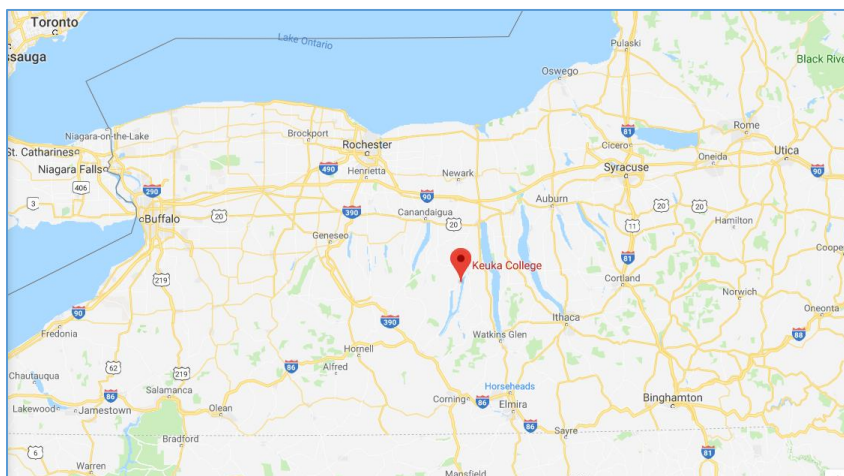 Toronto
ssauga
Lake Ontario
Pulaski
Black Rive
Oswego
Niagara-on-the-Lake
Brockport
Rochester
81
Rome
St. Catharines
490
Henrietta
Cicero
Oneida
Utica
Niagara Falls
Newark
Syracuse
90
406
290
90
Auburn
20
20
3
Buffalo
20
390
Canandaigua
20
11
Hamilton
Geneseo
81
Cooper
219
Keuka College
Cortland
Norwich
90
390
Ithaca
Oneonta
Fredonia
Watkins Glen
88
Hornell
62
219
86
Alfred
Chautauqua
86
Salamanca
Horseheads
Lakewood
Jamestown
Olean
Corning
86
Elmira
Binghamton
6
Bradford
Sayre
81
Warren
Mansfield